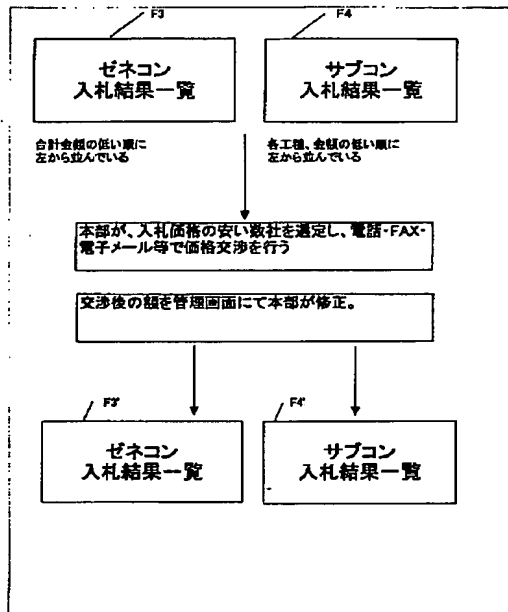 F3
F4
ゼネコン
入札結果一覧
サブコン
入札結果一覧
合計金額の低い順に
左から並んでいる
各工種、金額の低い順に
左から並んでいる
本部が、入札価格の安い数社を選定し、電話・FAX・
電子メール等で価格交渉を行う
交渉後の額を管理画面にて本部が修正。
F3'
F4'
ゼネコン
入札結果一覧
サブコン
入札結果一覧